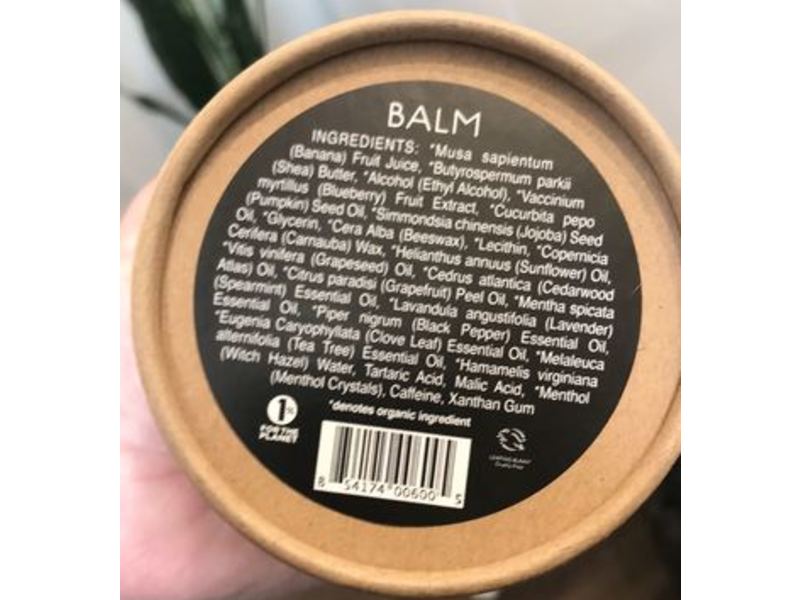 BALM
INGREDIENTS: *Musa sapientum
(Banana) Fruit Juice, *Butyrospermum parkii
(Shea) Butter, *Alcohol (Ethyl Alcohol), *Vaccinium
myrtillus (Blueberry) Fruit Extract, *Cucurbita pepo
(Pumpkin) Seed Oil, *Simmondsia chinensis (Jojoba) Seed
Oil, *Glycerin, *Cera Alba (Beeswax), *Lecithin, *Copernicia
Cerifera (Carnauba) Wax, *Helianthus annuus (Sunflower) Oil,
*Vitis vinifera (Grapeseed) Oil, *Cedrus atlantica (Cedarwood
Atlas) Oil, *Citrus paradisi (Grapefruit) Peel Oil, *Mentha spicata
(Spearmint) Essential Oil, *Lavandula angustifolia (Lavender)
Essential Oil, *Piper nigrum (Black Pepper) Essential Oil,
*Eugenia Caryophyllata (Clove Leaf) Essential Oil, *Melaleuca
alternifolia (Tea Tree) Essential Oil, *Hamamelis virginiana
(Witch Hazel) Water, Tartaric Acid, Malic Acid, *Menthol
(Menthol Crystals), Caffeine, Xanthan Gum
*denotes organic ingredient
1%
FOR THE
PLANET
LEAPING BUNNY
Cruelty Free
8 54174 00600 5